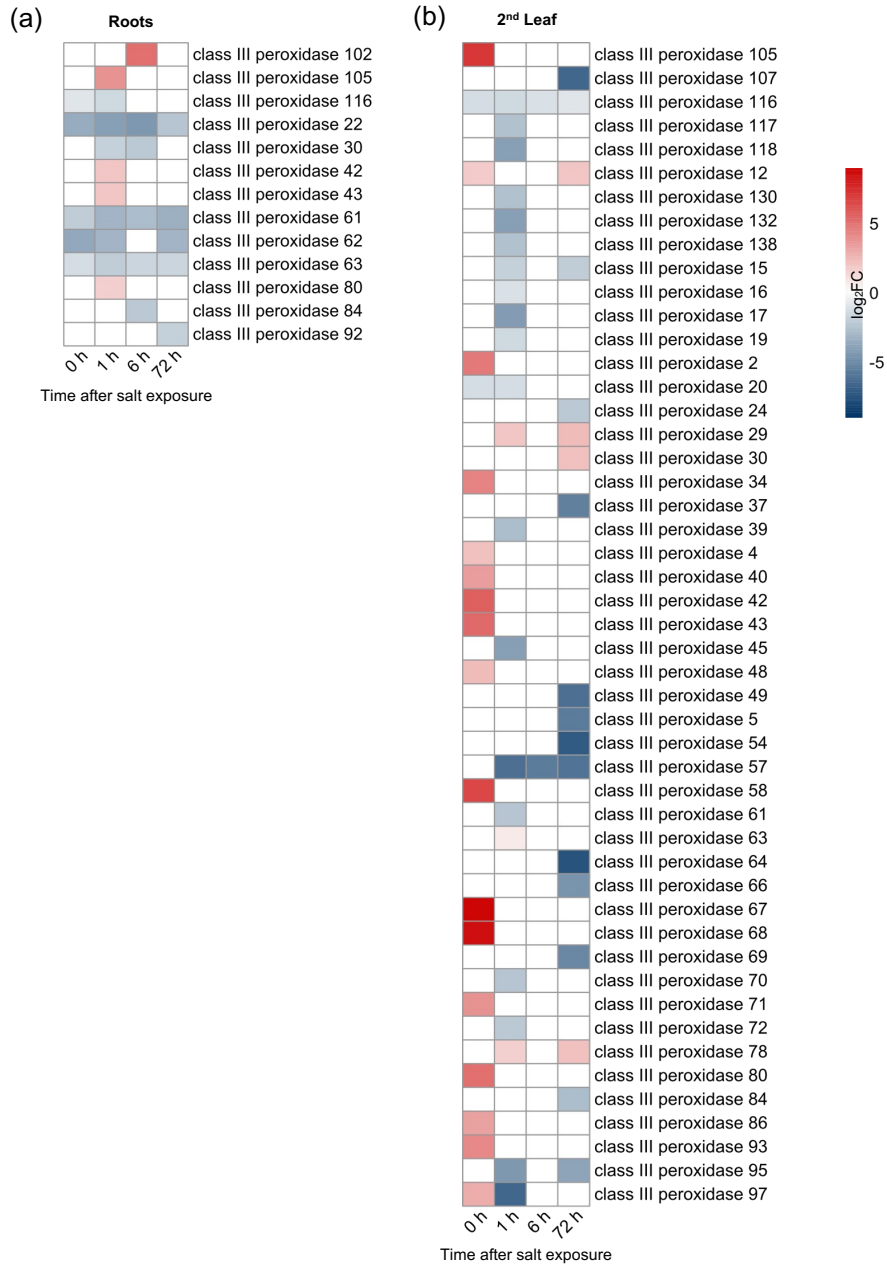 (a)
Roots
class III peroxidase 102
class III peroxidase 105
class III peroxidase 116
class III peroxidase 22
class III peroxidase 30
class III peroxidase 42
class III peroxidase 43
class III peroxidase 61
class III peroxidase 62
class III peroxidase 63
class III peroxidase 80
class III peroxidase 84
class III peroxidase 92
0 h 1 h 6 h 72 h
Time after salt exposure
(b)
2nd Leaf
class III peroxidase 105
class III peroxidase 107
class III peroxidase 116
class III peroxidase 117
class III peroxidase 118
class III peroxidase 12
class III peroxidase 130
class III peroxidase 132
class III peroxidase 138
class III peroxidase 15
class III peroxidase 16
class III peroxidase 17
class III peroxidase 19
class III peroxidase 2
class III peroxidase 20
class III peroxidase 24
class III peroxidase 29
class III peroxidase 30
class III peroxidase 34
class III peroxidase 37
class III peroxidase 39
class III peroxidase 4
class III peroxidase 40
class III peroxidase 42
class III peroxidase 43
class III peroxidase 45
class III peroxidase 48
class III peroxidase 49
class III peroxidase 5
class III peroxidase 54
class III peroxidase 57
class III peroxidase 58
class III peroxidase 61
class III peroxidase 63
class III peroxidase 64
class III peroxidase 66
class III peroxidase 67
class III peroxidase 68
class III peroxidase 69
class III peroxidase 70
class III peroxidase 71
class III peroxidase 72
class III peroxidase 78
class III peroxidase 80
class III peroxidase 84
class III peroxidase 86
class III peroxidase 93
class III peroxidase 95
class III peroxidase 97
0 h 1 h 6 h 72 h
Time after salt exposure
5
0
-5
log2FC